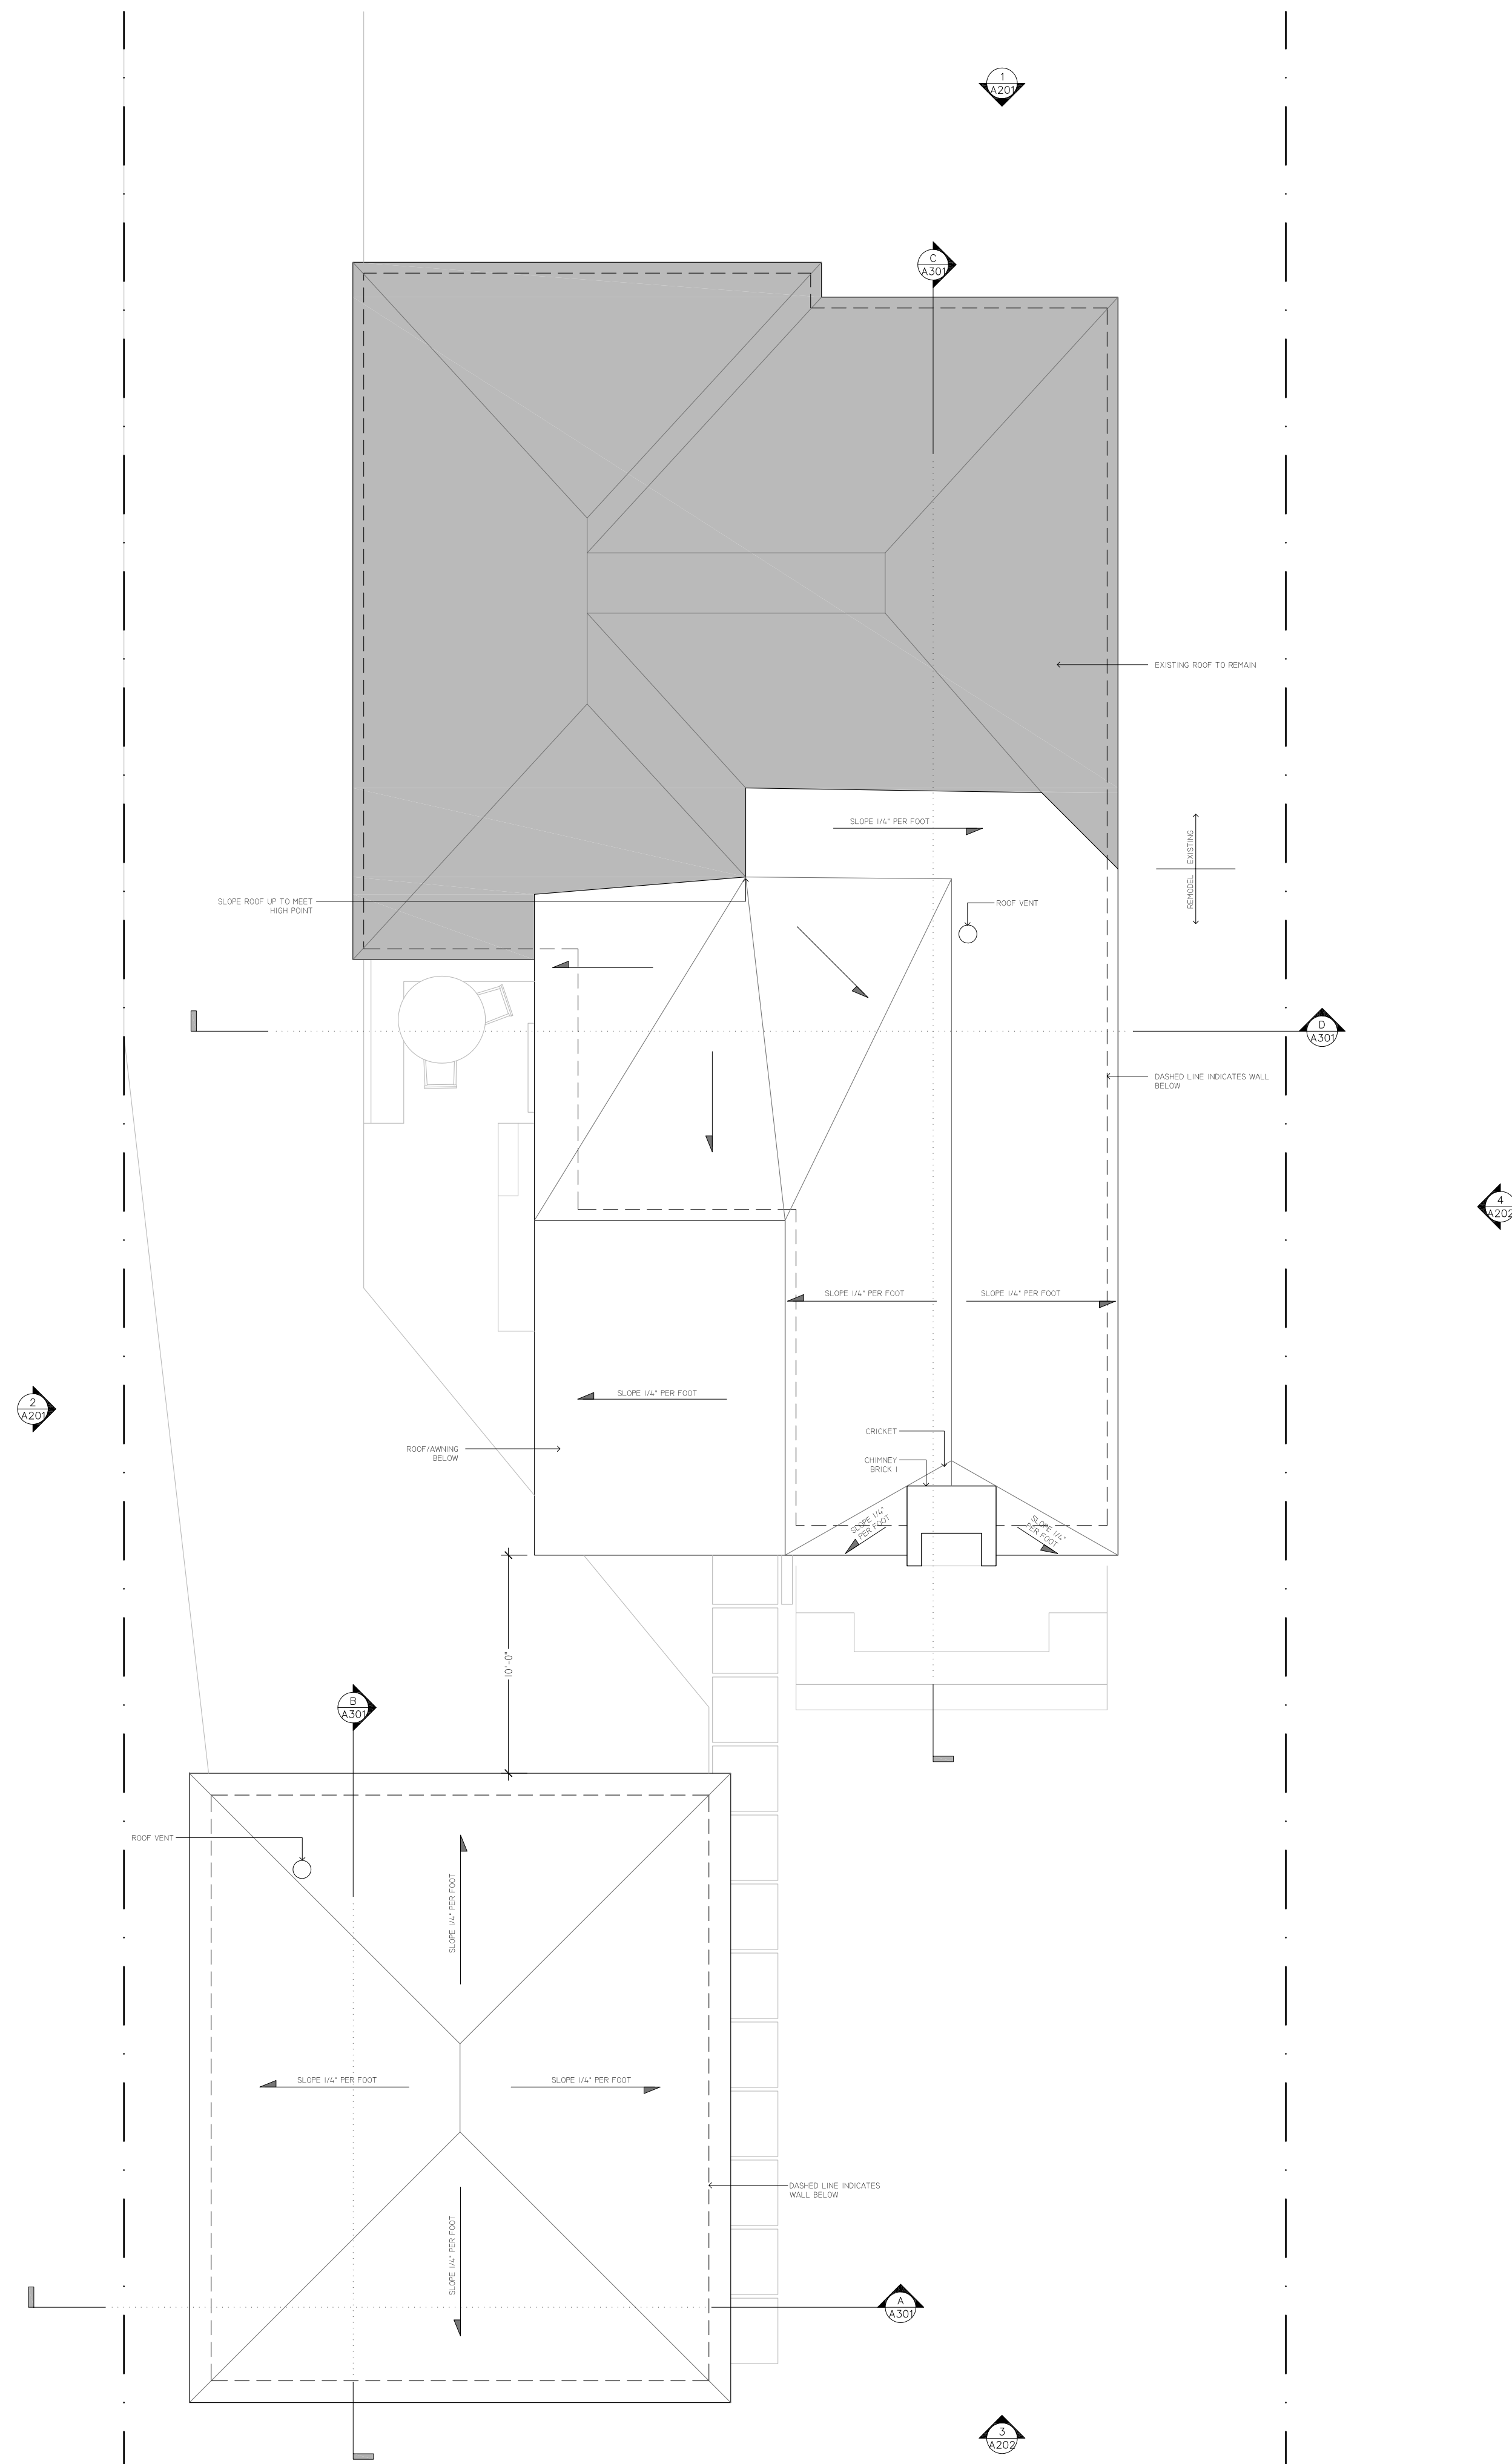 1
A201
C
A301
EXISTING ROOF TO REMAIN
SLOPE 1/4" PER FOOT
REMODEL
EXISTING
SLOPE ROOF UP TO MEET
HIGH POINT
ROOF VENT
D
A301
DASHED LINE INDICATES WALL
BELOW
4
A202
SLOPE 1/4" PER FOOT
SLOPE 1/4" PER FOOT
SLOPE 1/4" PER FOOT
2
A201
CRICKET
ROOF/AWNING
BELOW
CHIMNEY
BRICK 1
SLOPE 1/4"
PER FOOT
SLOPE 1/4"
PER FOOT
10'-0"
B
A301
ROOF VENT
SLOPE 1/4" PER FOOT
SLOPE 1/4" PER FOOT
SLOPE 1/4" PER FOOT
DASHED LINE INDICATES
WALL BELOW
SLOPE 1/4" PER FOOT
A
A301
3
A202